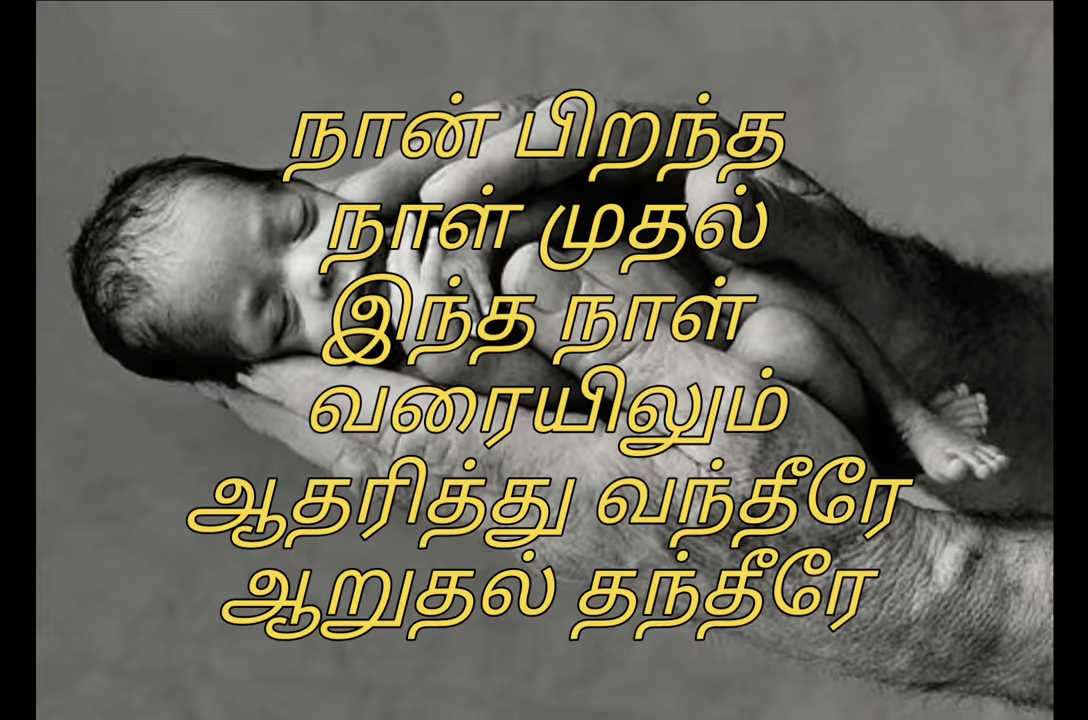 நான் பிறந்த
நாள் முதல்
இந்த நாள்
வரையிலும்
ஆதரித்து வந்தீரே
ஆறுதல் தந்தீரே